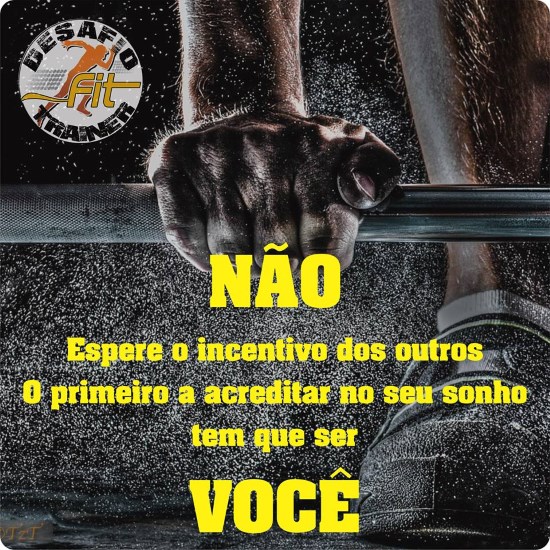 DESAFIO
Fit
TRAINER
NÃO
Espere o incentivo dos outros
O primeiro a acreditar no seu sonho
tem que ser
VOCÊ